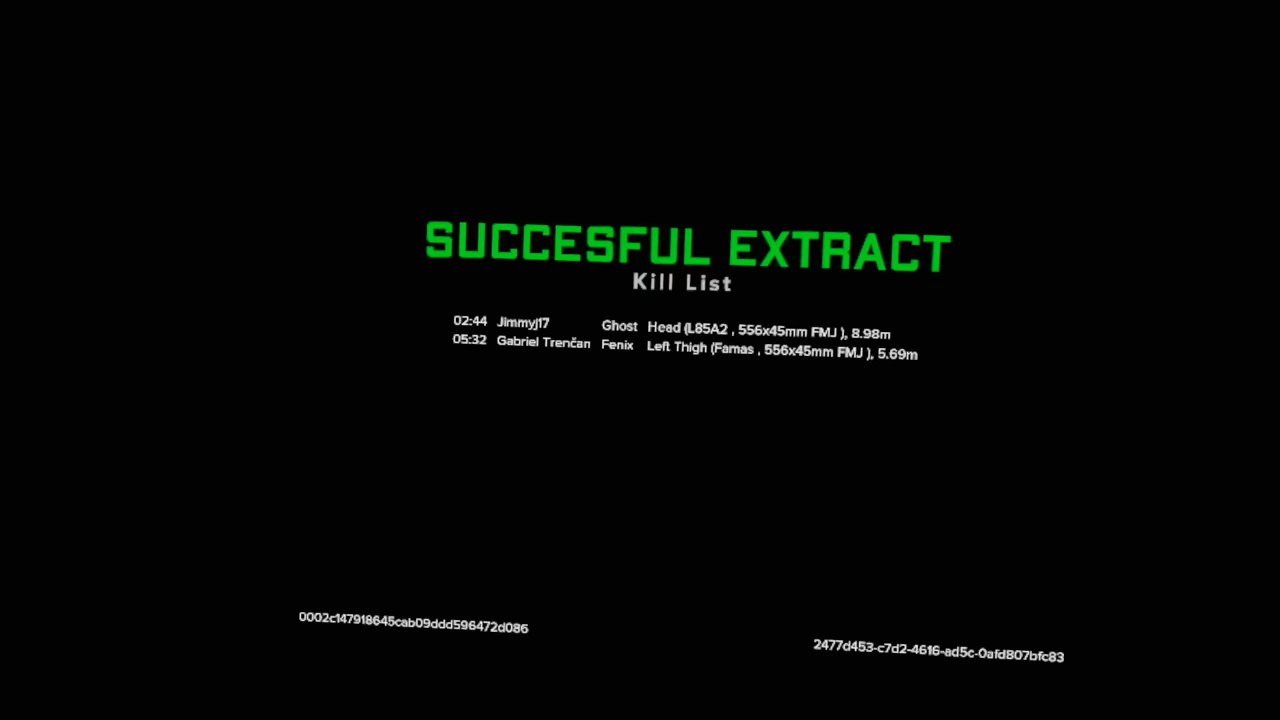 SUCCESFUL EXTRACT
Kill List
02:44 Jimmyj17 Ghost Head (L85A2 , 556x45mm FMJ ), 8.98m
05:32 Gabriel Trenčan Fenix Left Thigh (Famas , 556x45mm FMJ ), 5.69m
0002c147918645cab09ddd596472d086
2477d453-c7d2-4616-ad5c-0afd807bfc83